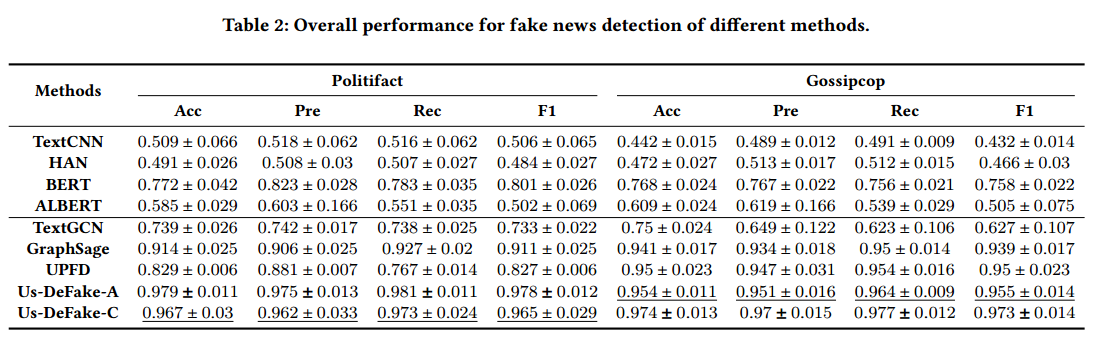 Table 2: Overall performance for fake news detection of different methods.
Methods Politifact Gossipcop
Acc Pre Rec F1 Acc Pre Rec F1
TextCNN 0.509 ± 0.066 0.518 ± 0.062 0.516 ± 0.062 0.506 ± 0.065 0.442 ± 0.015 0.489 ± 0.012 0.491 ± 0.009 0.432 ± 0.014
HAN 0.491 ± 0.026 0.508 ± 0.03 0.507 ± 0.027 0.484 ± 0.027 0.472 ± 0.027 0.513 ± 0.017 0.512 ± 0.015 0.466 ± 0.03
BERT 0.772 ± 0.042 0.823 ± 0.028 0.783 ± 0.035 0.801 ± 0.026 0.768 ± 0.024 0.767 ± 0.022 0.756 ± 0.021 0.758 ± 0.022
ALBERT 0.585 ± 0.029 0.603 ± 0.166 0.551 ± 0.035 0.502 ± 0.069 0.609 ± 0.024 0.619 ± 0.166 0.539 ± 0.029 0.505 ± 0.075
TextGCN 0.739 ± 0.026 0.742 ± 0.017 0.738 ± 0.025 0.733 ± 0.022 0.75 ± 0.024 0.649 ± 0.122 0.623 ± 0.106 0.627 ± 0.107
GraphSage 0.914 ± 0.025 0.906 ± 0.025 0.927 ± 0.02 0.911 ± 0.025 0.941 ± 0.017 0.934 ± 0.018 0.95 ± 0.014 0.939 ± 0.017
UPFD 0.829 ± 0.006 0.881 ± 0.007 0.767 ± 0.014 0.827 ± 0.006 0.95 ± 0.023 0.947 ± 0.031 0.954 ± 0.016 0.95 ± 0.023
Us-DeFake-A 0.979 ± 0.011 0.975 ± 0.013 0.981 ± 0.011 0.978 ± 0.012 0.954 ± 0.011 0.951 ± 0.016 0.964 ± 0.009 0.955 ± 0.014
Us-DeFake-C 0.967 ± 0.03 0.962 ± 0.033 0.973 ± 0.024 0.965 ± 0.029 0.974 ± 0.013 0.97 ± 0.015 0.977 ± 0.012 0.973 ± 0.014